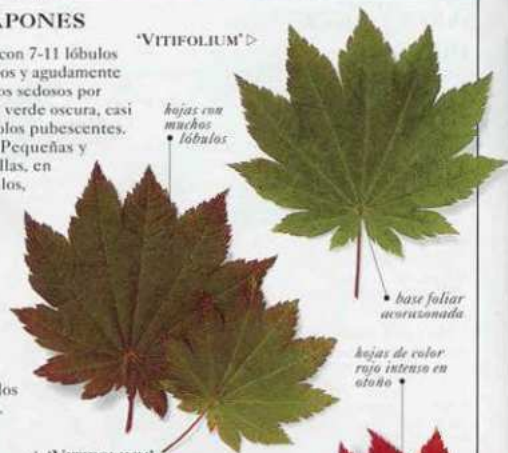 APONES
con 7-11 lóbulos
os y agudamente
os sedosos por
verde oscura, casi
olos pubescentes.
Pequeñas y
llas, en
los,
los
'VITIFOLIUM' ▷
hojas con
muchos
lóbulos
base foliar
acorazonada
hojas de color
rojo intenso en
otoño